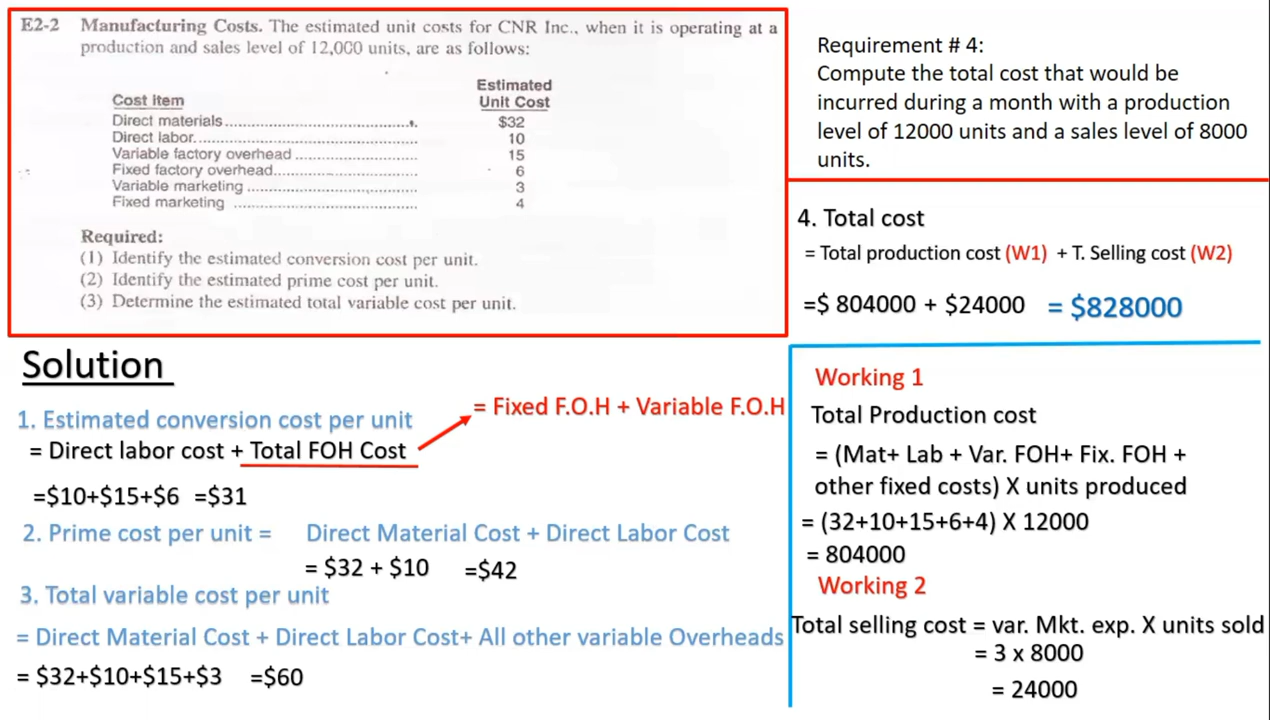 E2-2 Manufacturing Costs. The estimated unit costs for CNR Inc., when it is operating at a
production and sales level of 12,000 units, are as follows:
Estimated
Cost Item Unit Cost
Direct materials ................................................. $32
Direct labor....................................................... 10
Variable factory overhead ................................ 15
Fixed factory overhead..................................... 6
Variable marketing ............................................ 3
Fixed marketing ................................................ 4
Required:
(1) Identify the estimated conversion cost per unit.
(2) Identify the estimated prime cost per unit.
(3) Determine the estimated total variable cost per unit.
Requirement # 4:
Compute the total cost that would be
incurred during a month with a production
level of 12000 units and a sales level of 8000
units.
4. Total cost
= Total production cost (W1) + T. Selling cost (W2)
=$ 804000 + $24000 = $828000
Solution
1. Estimated conversion cost per unit
= Fixed F.O.H + Variable F.O.H
= Direct labor cost + Total FOH Cost
=$10+$15+$6 =$31
2. Prime cost per unit = Direct Material Cost + Direct Labor Cost
= $32 + $10 =$42
3. Total variable cost per unit
= Direct Material Cost + Direct Labor Cost+ All other variable Overheads
= $32+$10+$15+$3 =$60
Working 1
Total Production cost
= (Mat+ Lab + Var. FOH+ Fix. FOH +
other fixed costs) X units produced
= (32+10+15+6+4) X 12000
= 804000
Working 2
Total selling cost = var. Mkt. exp. X units sold
= 3 x 8000
= 24000